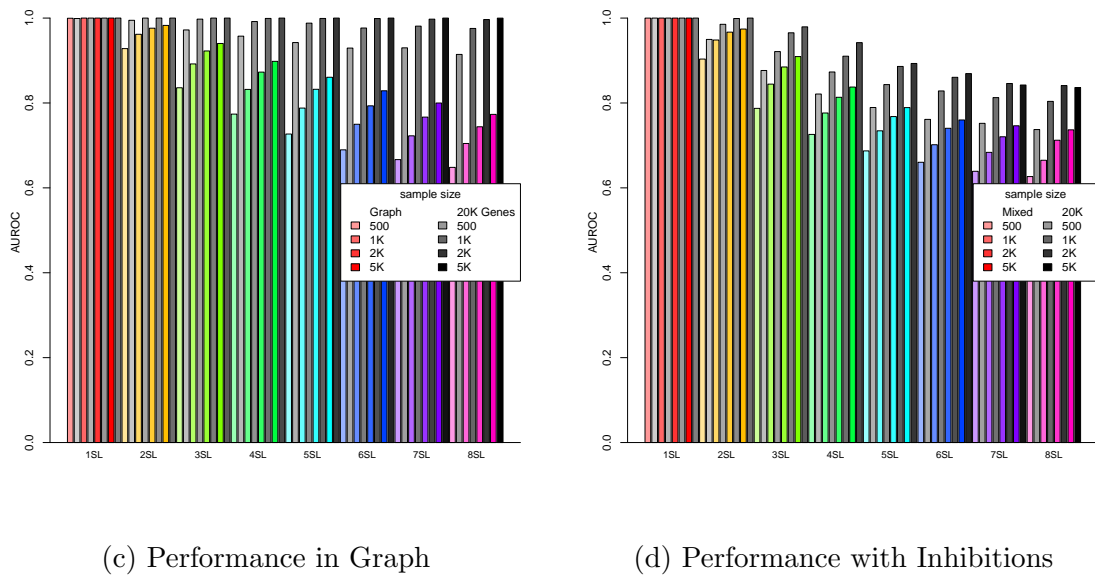 1.0
0.8
0.6
0.4
0.2
0.0
AUROC
1SL 2SL 3SL 4SL 5SL 6SL 7SL 8SL
sample size
Graph 20K Genes
500 500
1K 1K
2K 2K
5K 5K
(c) Performance in Graph
1.0
0.8
0.6
0.4
0.2
0.0
AUROC
1SL 2SL 3SL 4SL 5SL 6SL 7SL 8SL
sample size
Mixed 20K
500 500
1K 1K
2K 2K
5K 5K
(d) Performance with Inhibitions